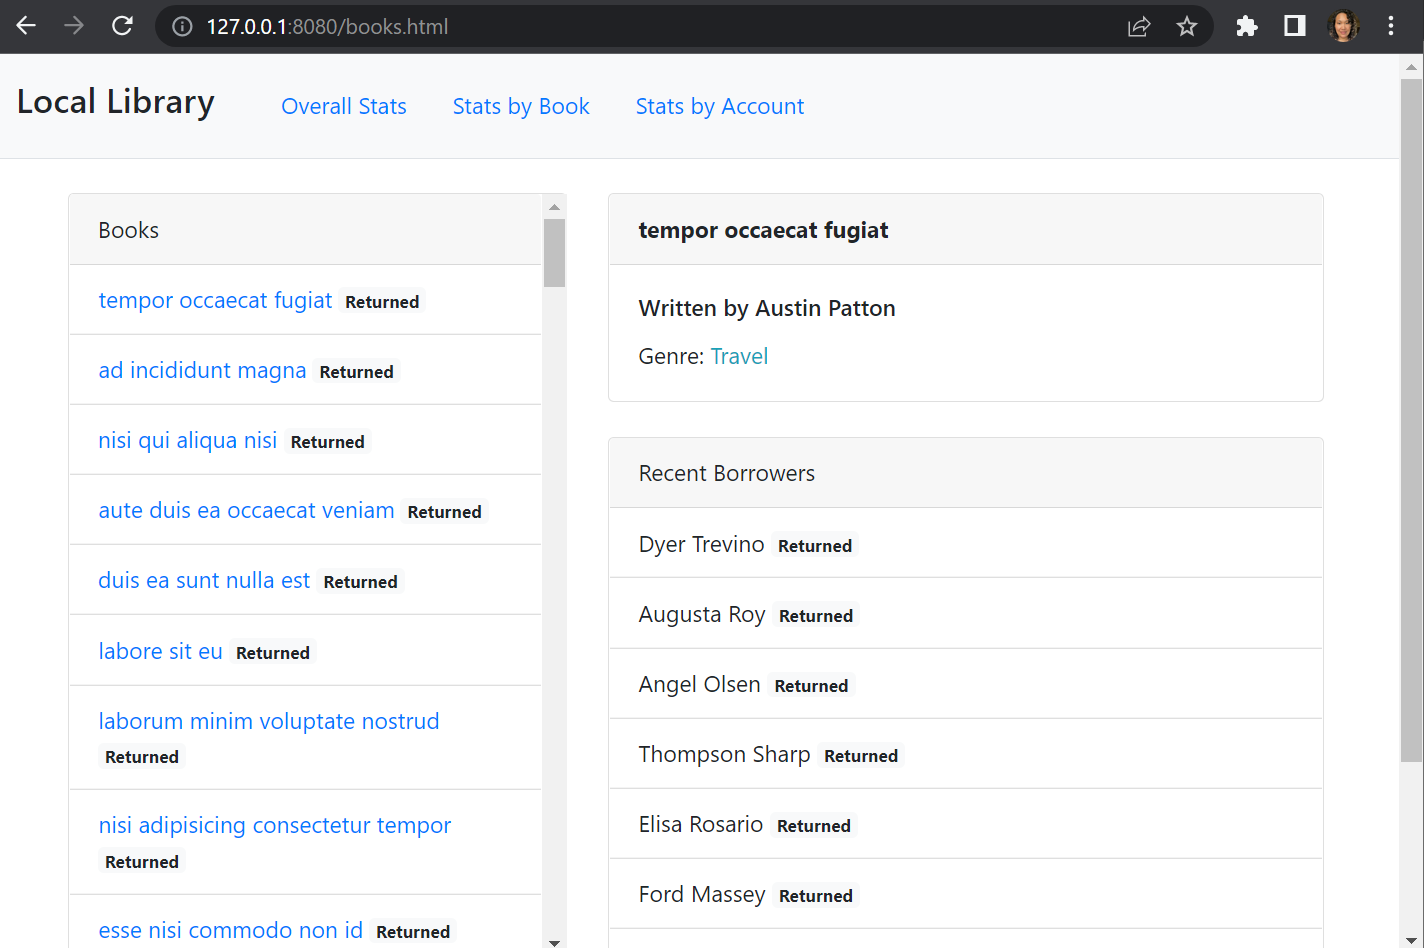 127.0.0.1:8080/books.html
Local Library
Overall Stats
Stats by Book
Stats by Account
Books
tempor occaecat fugiat Returned
ad incididunt magna Returned
nisi qui aliqua nisi Returned
aute duis ea occaecat veniam Returned
duis ea sunt nulla est Returned
labore sit eu Returned
laborum minim voluptate nostrud
Returned
nisi adipisicing consectetur tempor
Returned
esse nisi commodo non id Returned
tempor occaecat fugiat
Written by Austin Patton
Genre: Travel
Recent Borrowers
Dyer Trevino Returned
Augusta Roy Returned
Angel Olsen Returned
Thompson Sharp Returned
Elisa Rosario Returned
Ford Massey Returned